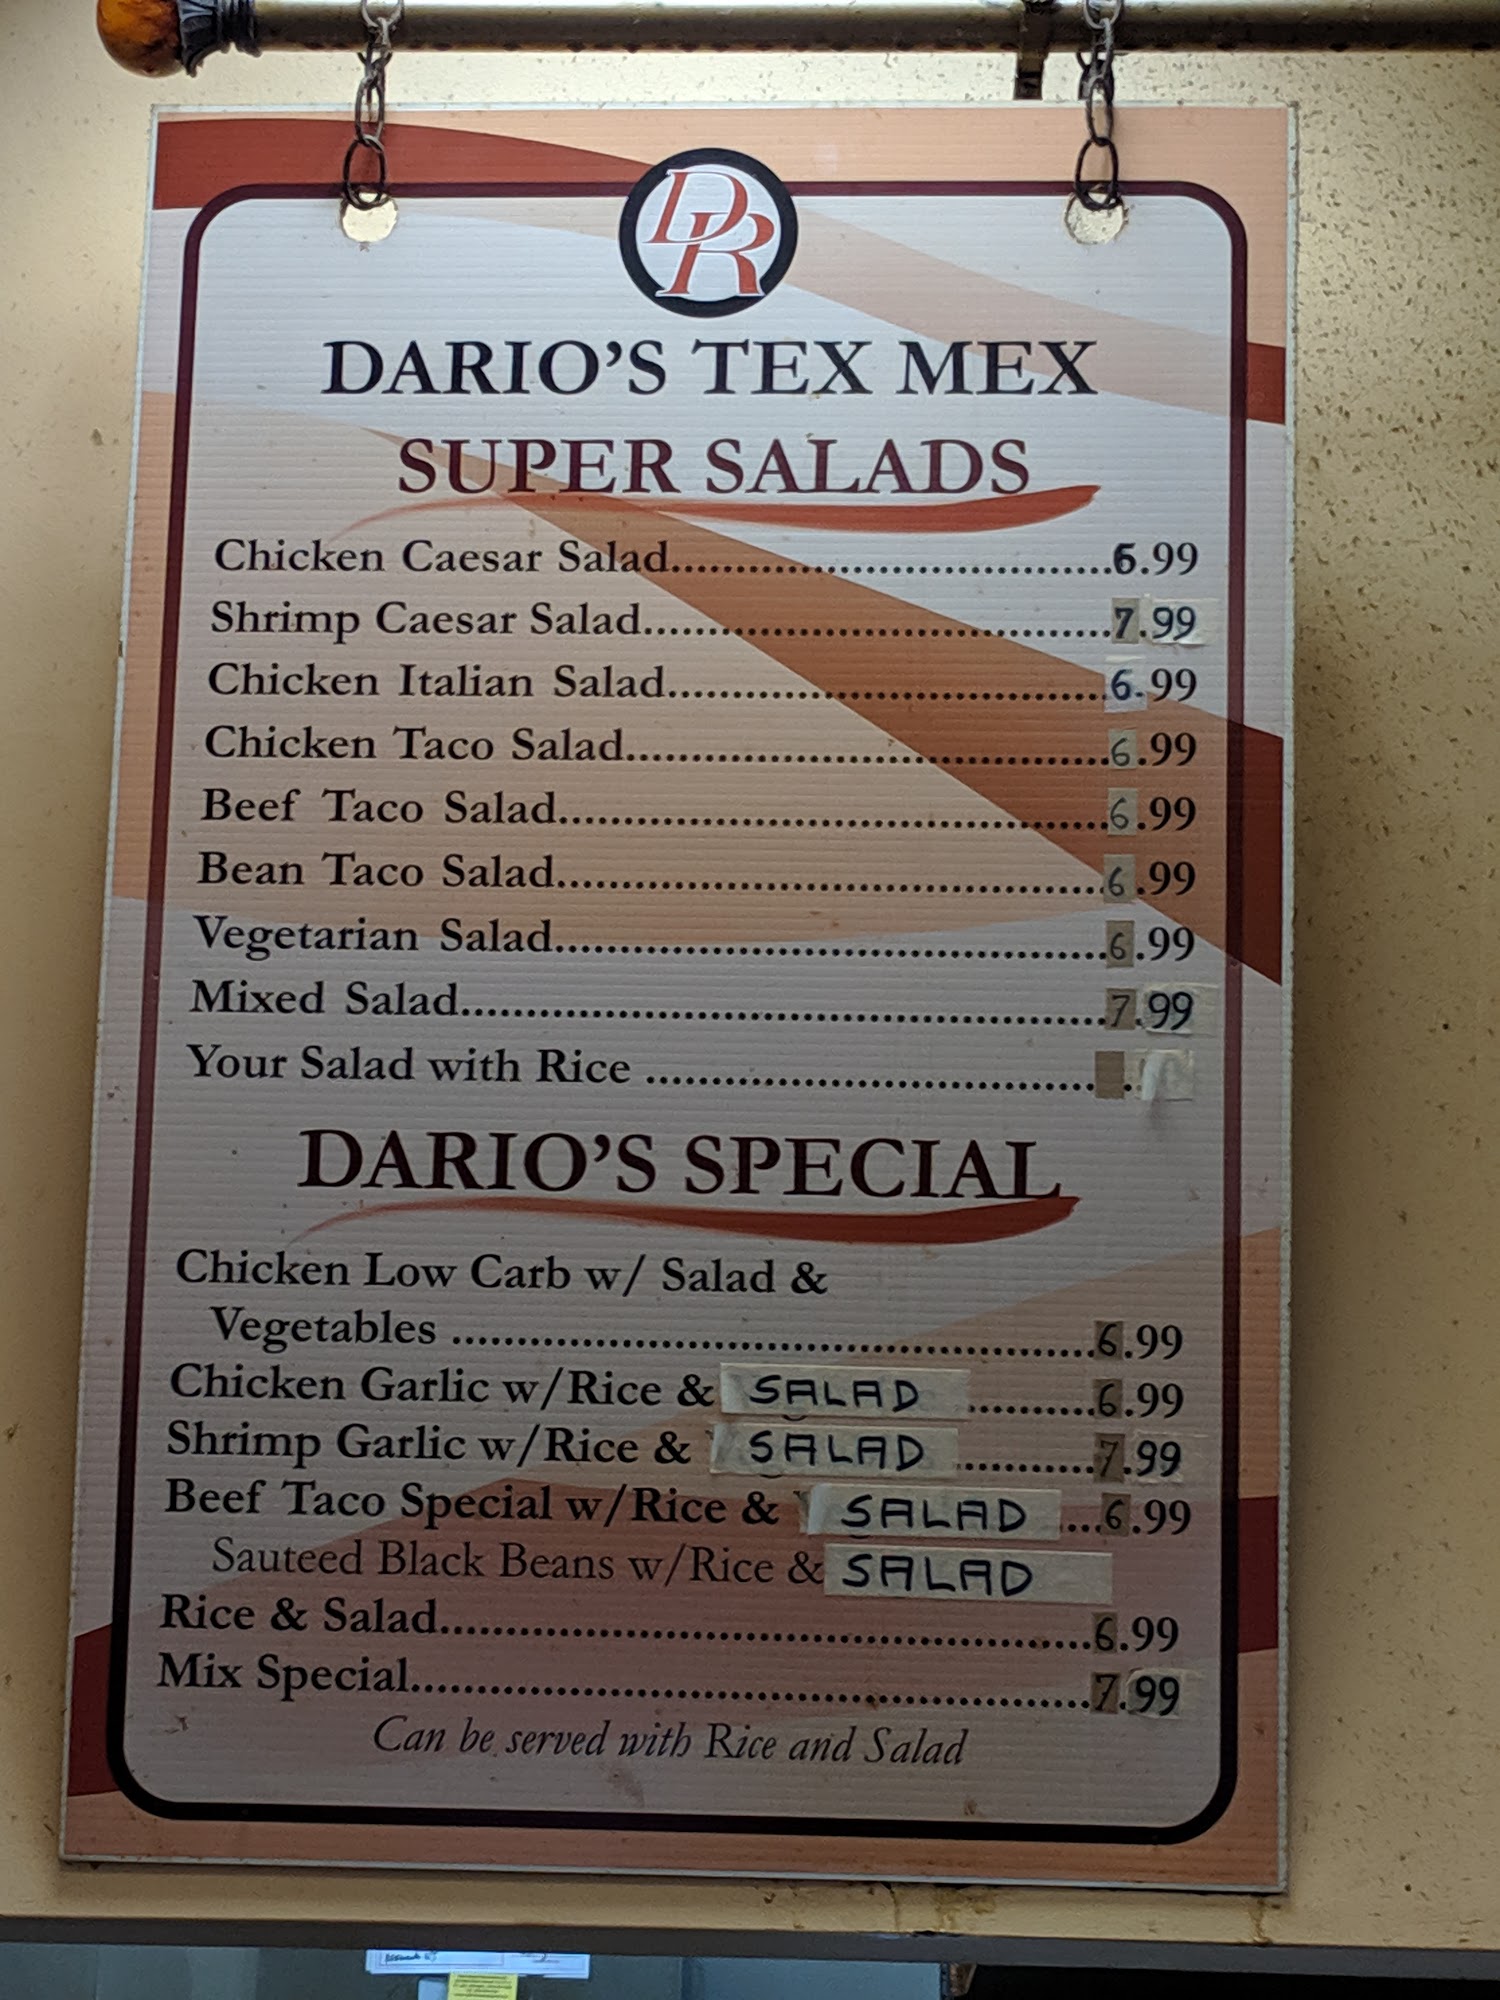 DR
DARIO'S TEX MEX
SUPER SALADS
Chicken Caesar Salad..................................6.99
Shrimp Caesar Salad....................................7.99
Chicken Italian Salad..................................6.99
Chicken Taco Salad.....................................6.99
Beef Taco Salad..........................................6.99
Bean Taco Salad..........................................6.99
Vegetarian Salad..........................................6.99
Mixed Salad.................................................7.99
Your Salad with Rice ...................................
DARIO'S SPECIAL
Chicken Low Carb w/ Salad &
Vegetables .................................................6.99
Chicken Garlic w/Rice & SALAD ..........6.99
Shrimp Garlic w/Rice & SALAD ...........7.99
Beef Taco Special w/Rice & SALAD ...6.99
Sauteed Black Beans w/Rice & SALAD
Rice & Salad..................................................6.99
Mix Special....................................................7.99
Can be served with Rice and Salad